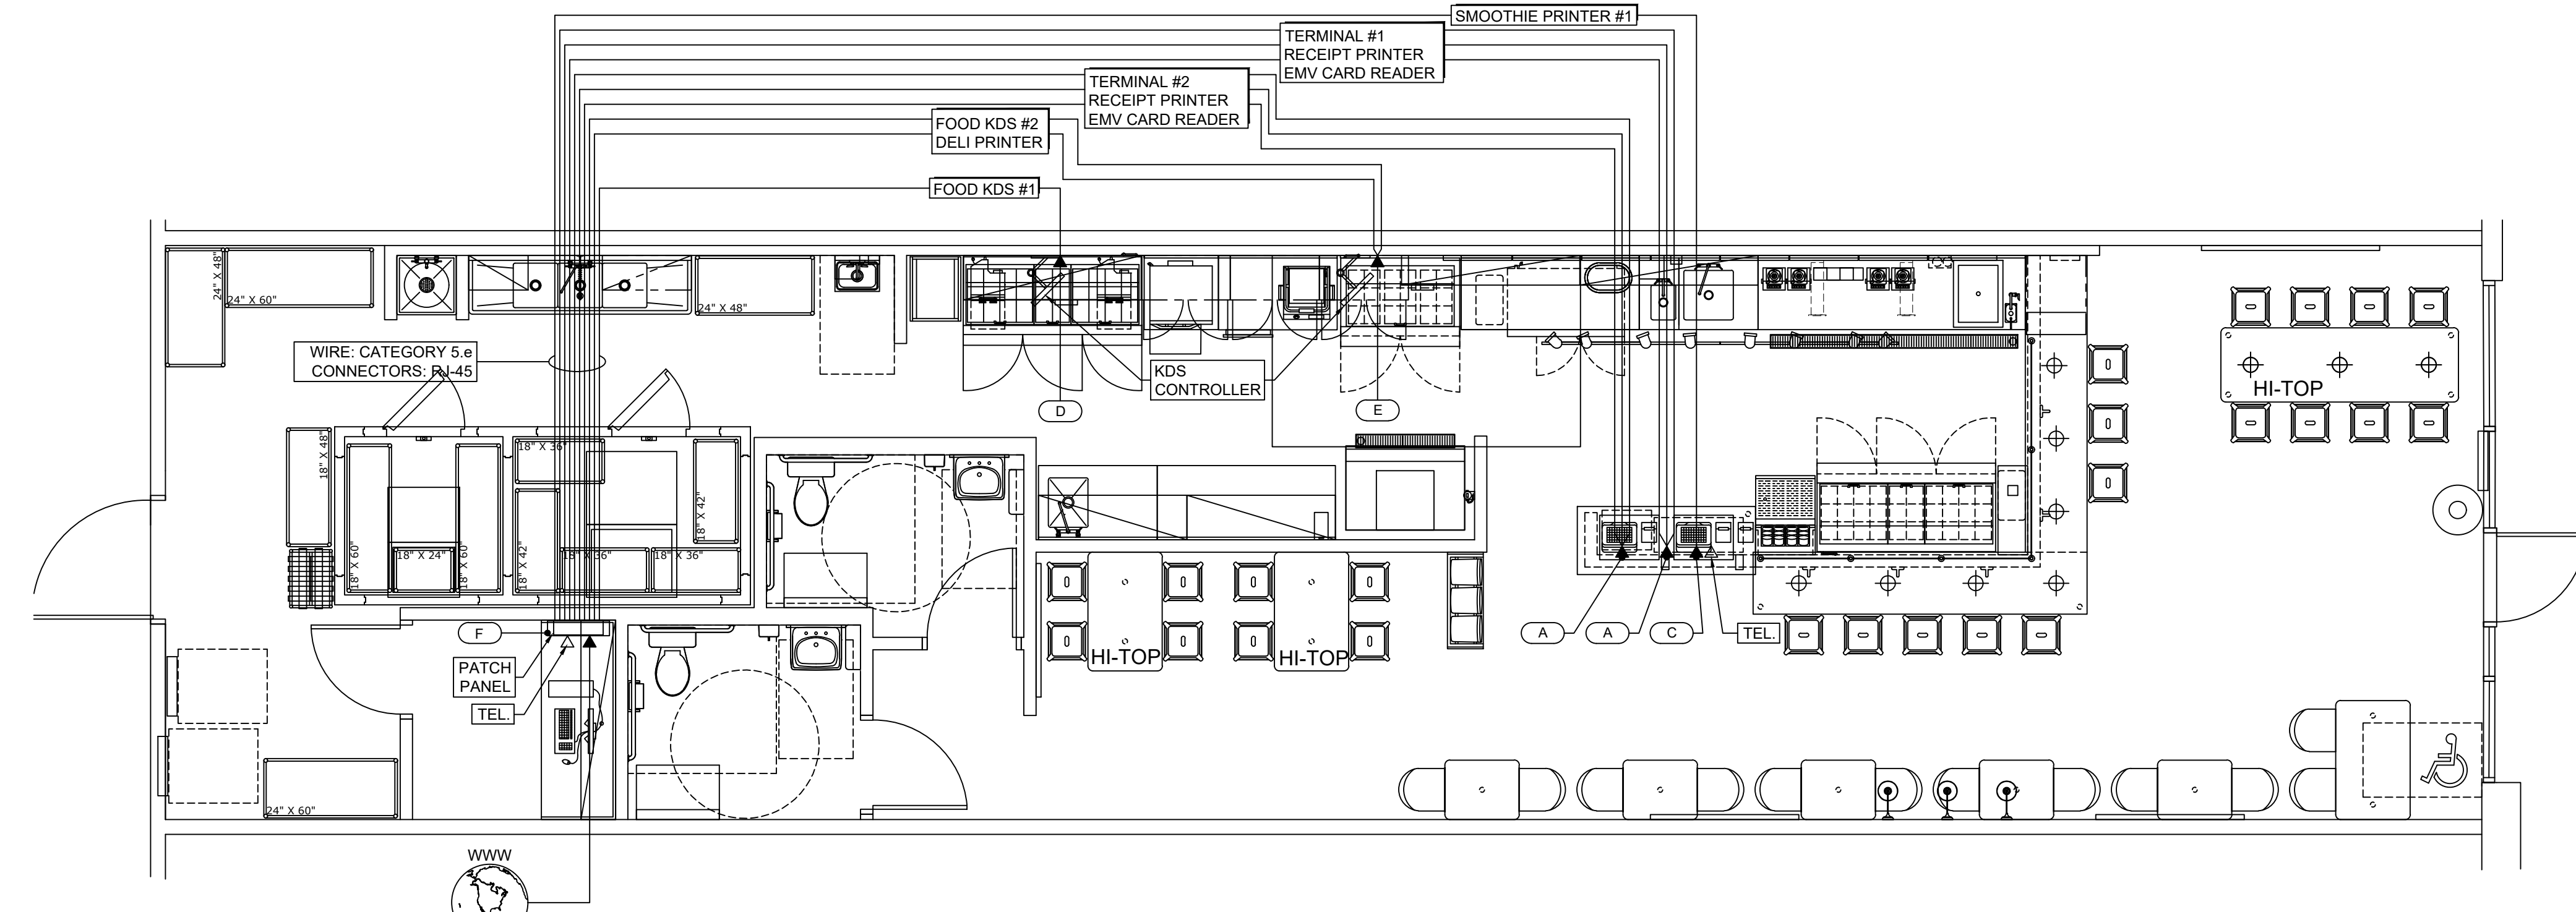 SMOOTHIE PRINTER #1
TERMINAL #1
RECEIPT PRINTER
EMV CARD READER
TERMINAL #2
RECEIPT PRINTER
EMV CARD READER
FOOD KDS #2
DELI PRINTER
FOOD KDS #1
24" X 48"
24" X 60"
24" X 48"
WIRE: CATEGORY 5.e
CONNECTORS: RJ-45
KDS
CONTROLLER
D
E
HI-TOP
18" X 48"
18" X 36"
18" X 42"
18" X 60"
18" X 24"
18" X 60"
18" X 42"
18" X 36"
18" X 36"
F
PATCH
PANEL
TEL.
HI-TOP
HI-TOP
A
A
C
TEL.
24" X 60"
WWW